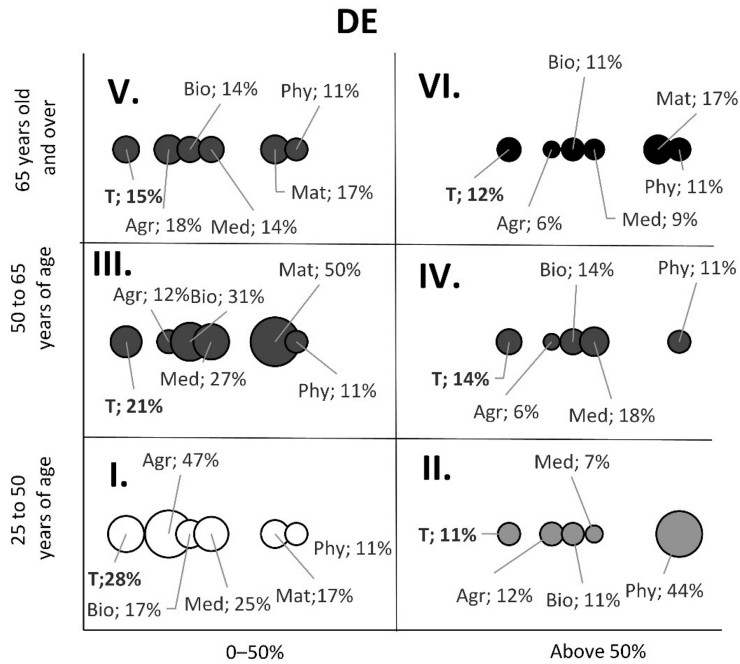 DE
65 years old
and over
V.
Bio; 14%
Phy; 11%
T; 15%
Mat; 17%
Agr; 18%
Med; 14%
VI.
Bio; 11%
Mat; 17%
T; 12%
Phy; 11%
Agr; 6%
Med; 9%
50 to 65
years of age
III.
Mat; 50%
Agr; 12%
Bio; 31%
Med; 27%
Phy; 11%
T; 21%
IV.
Bio; 14%
Phy; 11%
T; 14%
Agr; 6%
Med; 18%
25 to 50
years of age
I.
Agr; 47%
Phy; 11%
T;28%
Bio; 17%
Med; 25%
Mat;17%
II.
Med; 7%
T; 11%
Agr; 12%
Bio; 11%
Phy; 44%
0–50%
Above 50%